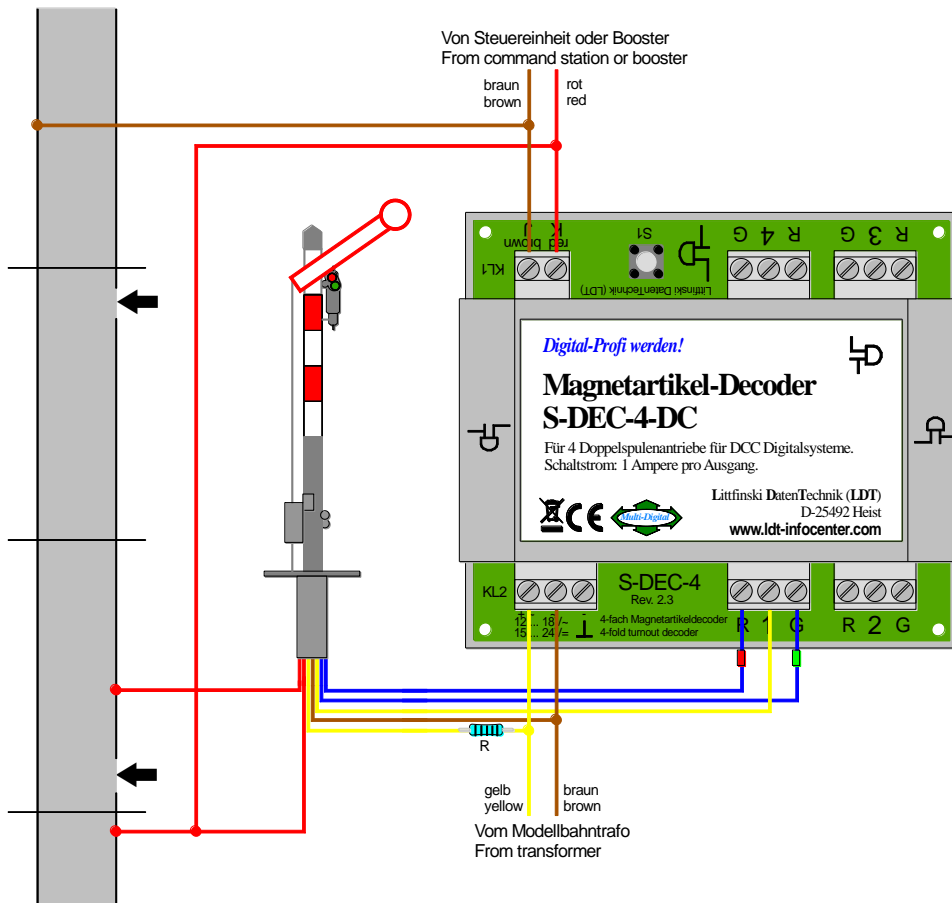 Von Steuereinheit oder Booster
From command station or booster
braun
brown
rot
red
KL1
J
K
brown
red
S1
Littfinski DatenTechnik (LDT)
G 4 R
G 3 R
Digital-Profi werden!
Magnetartikel-Decoder
S-DEC-4-DC
Für 4 Doppelspulenantriebe für DCC Digitalsysteme.
Schaltstrom: 1 Ampere pro Ausgang.
Littfinski DatenTechnik (LDT)
D-25492 Heist
www.ldt-infocenter.com
CE
Multi-Digital
KL2
S-DEC-4
Rev. 2.3
12... 18V~
15... 24V=
4-fach Magnetartikeldecoder
4-fold turnout decoder
R 1 G
R 2 G
R
gelb
yellow
braun
brown
Vom Modellbahntrafo
From transformer